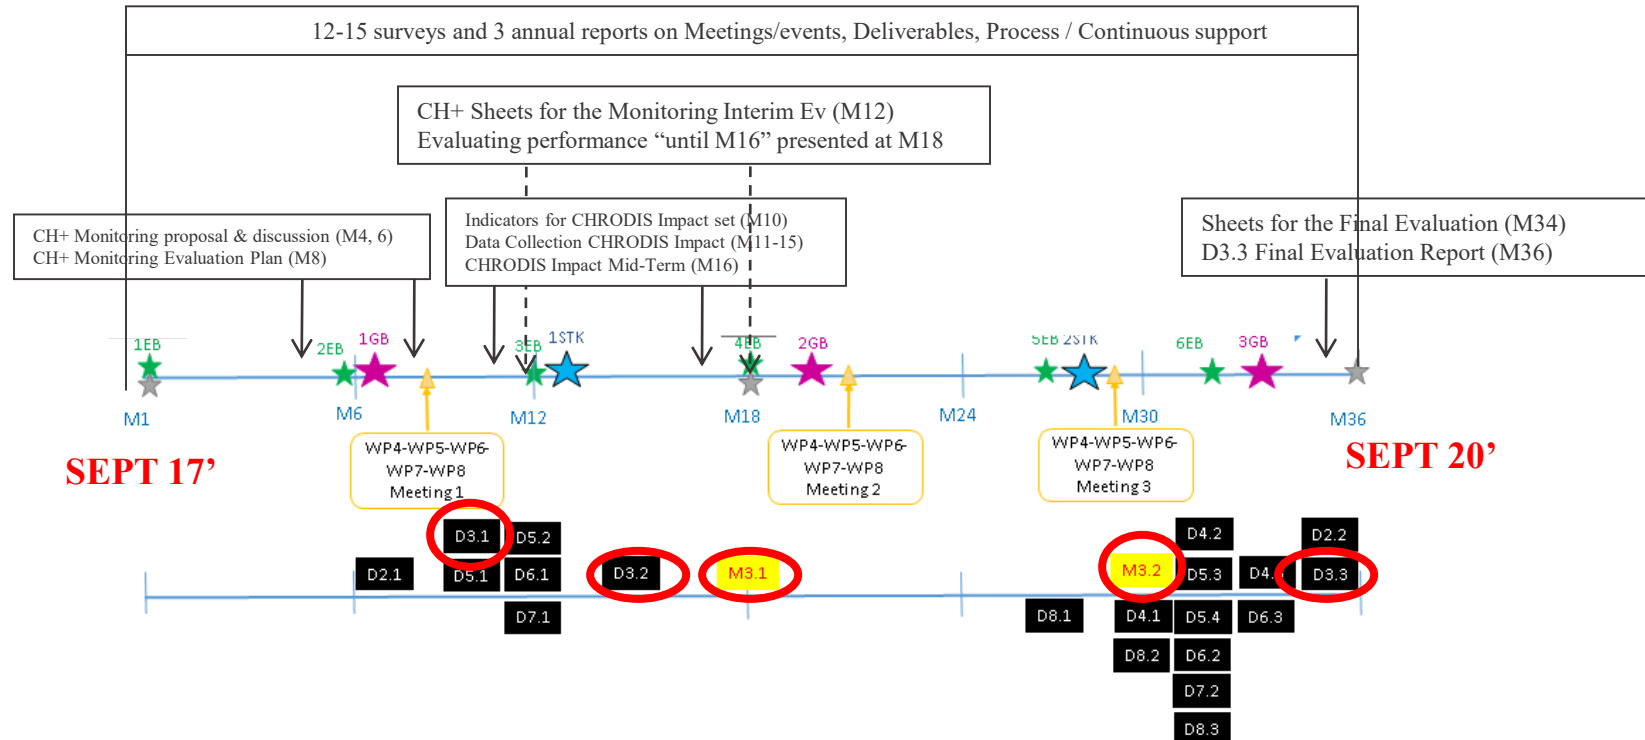 12-15 surveys and 3 annual reports on Meetings/events, Deliverables, Process / Continuous support
CH+ Sheets for the Monitoring Interim Ev (M12)
Evaluating performance “until M16” presented at M18
CH+ Monitoring proposal & discussion (M4, 6)
CH+ Monitoring Evaluation Plan (M8)
Indicators for CHRODIS Impact set (M10)
Data Collection CHRODIS Impact (M11-15)
CHRODIS Impact Mid-Term (M16)
Sheets for the Final Evaluation (M34)
D3.3 Final Evaluation Report (M36)
1EB
2EB
1GB
3EB
1STK
4EB
2GB
5EB
2STK
6EB
3GB
M1
M6
M12
M18
M24
M30
M36
SEPT 17’
SEPT 20’
WP4-WP5-WP6-
WP7-WP8
Meeting 1
WP4-WP5-WP6-
WP7-WP8
Meeting 2
WP4-WP5-WP6-
WP7-WP8
Meeting 3
D3.1
D5.2
D4.2
D2.2
D2.1
D5.1
D6.1
D3.2
M3.1
M3.2
D5.3
D3.3
D7.1
D8.1
D4.1
D5.4
D6.3
D8.2
D6.2
D7.2
D8.3